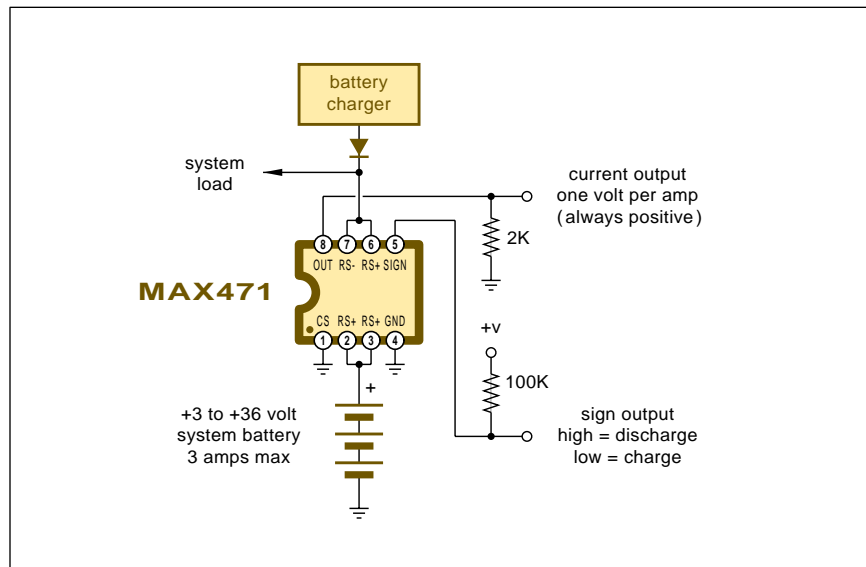 battery
charger
system
load
current output
one volt per amp
(always positive)
2K
8 7 6 5
OUT RS- RS+ SIGN
MAX471
CS RS+ RS+ GND
1 2 3 4
+v
100K
+
+3 to +36 volt
system battery
3 amps max
sign output
high = discharge
low = charge